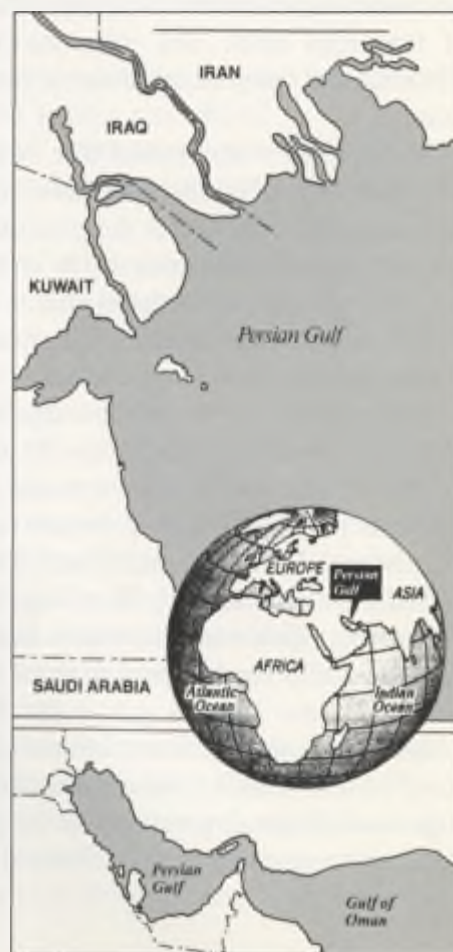 IRAN
IRAQ
KUWAIT
Persian Gulf
EUROPE
Persian
Gulf
ASIA
AFRICA
SAUDI ARABIA
Atlantic
Ocean
Indian
Ocean
Persian
Gulf
Gulf of
Oman